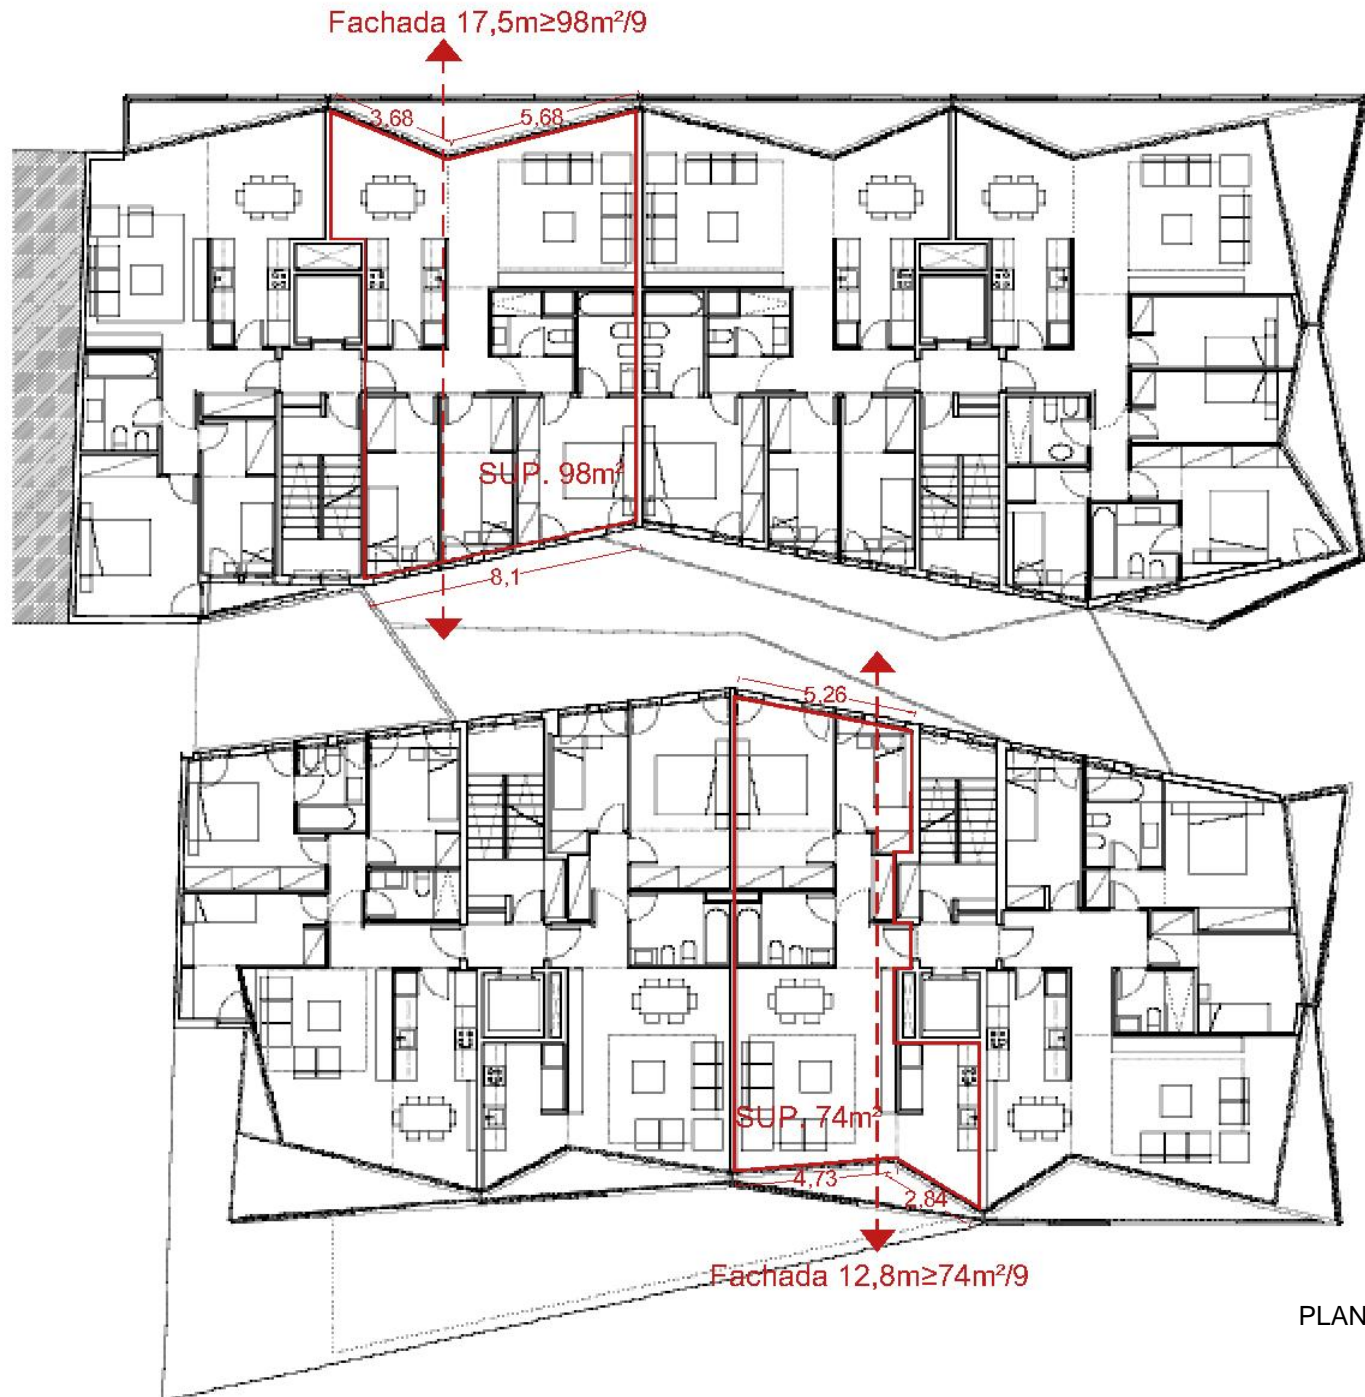 Fachada 17,5m≥98m²/9
3,68
5,68
SUP. 98m²
8,1
5,26
SUP. 74m²
4,73
2,84
Fachada 12,8m≥74m²/9
PLAN